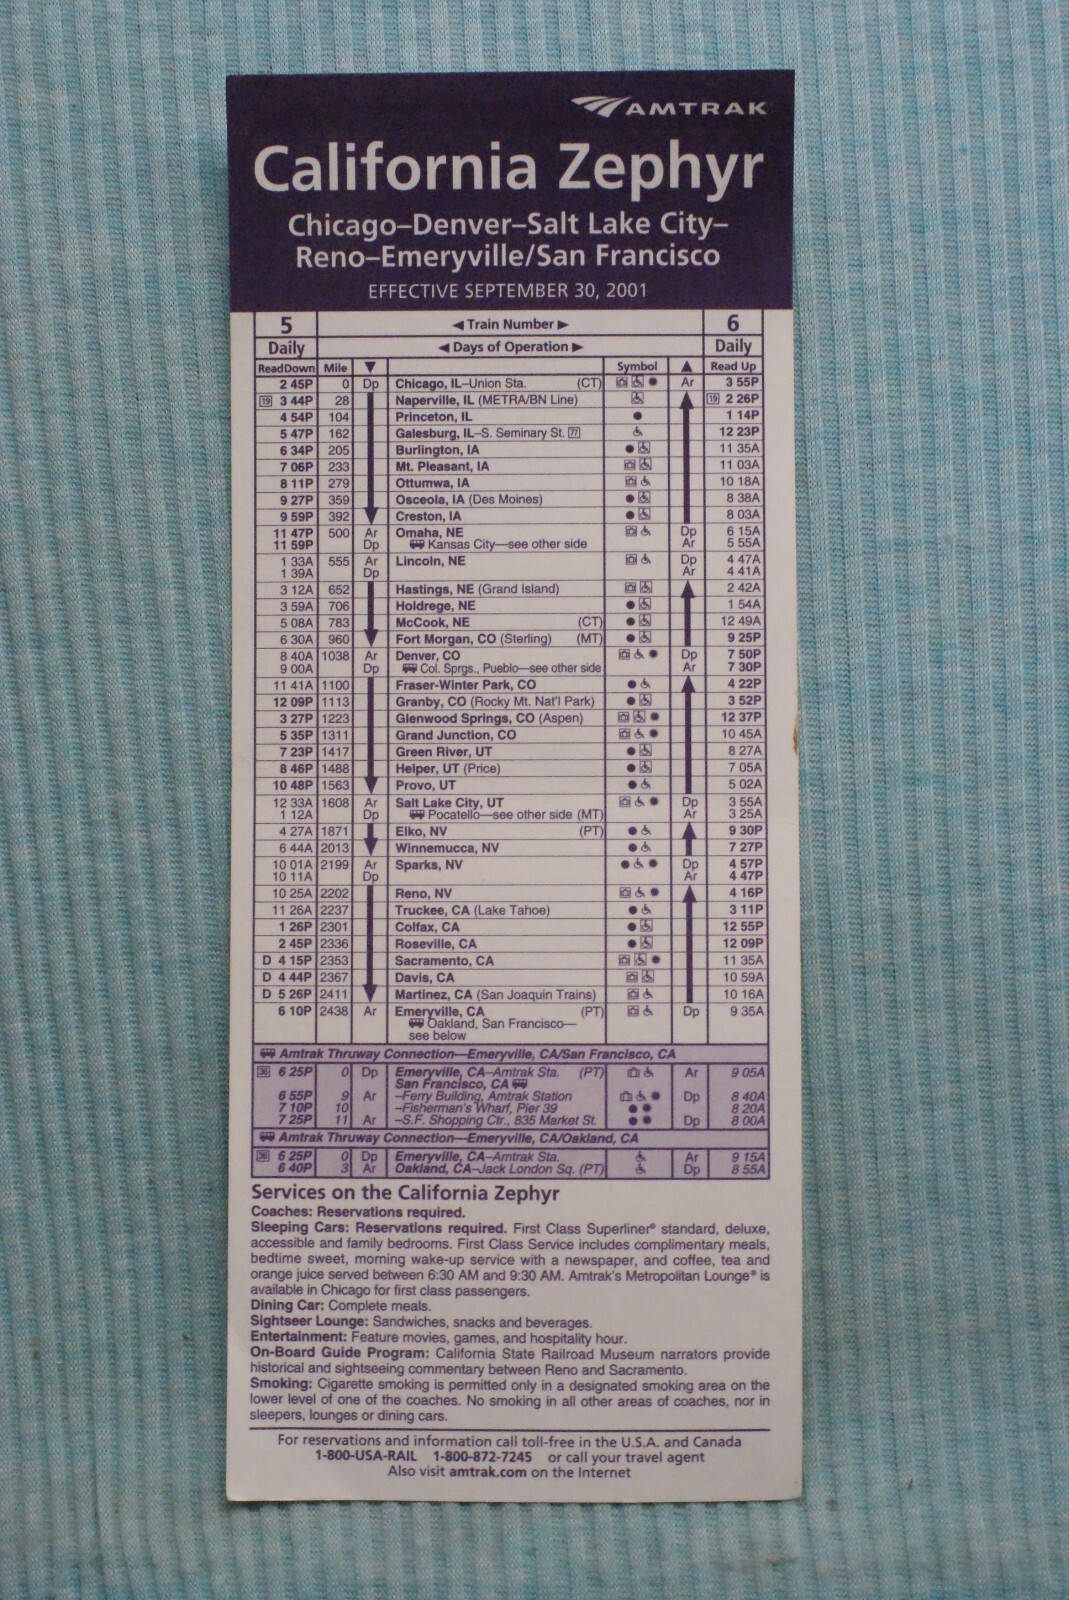 AMTRAK
California Zephyr
Chicago–Denver–Salt Lake City–
Reno–Emeryville/San Francisco
EFFECTIVE SEPTEMBER 30, 2001
5 ◄ Train Number ► 6
Daily ◄ Days of Operation ► Daily
Read Down Mile ▼ Symbol ▲ Read Up
2 45P 0 Dp Chicago, IL–Union Sta. (CT) Ar 3 55P
19 3 44P 28 Naperville, IL (METRA/BN Line) 19 2 26P
4 54P 104 Princeton, IL 1 14P
5 47P 162 Galesburg, IL–S. Seminary St. 77 12 23P
6 34P 205 Burlington, IA 11 35A
7 06P 233 Mt. Pleasant, IA 11 03A
8 11P 279 Ottumwa, IA 10 18A
9 27P 359 Osceola, IA (Des Moines) 8 38A
9 59P 392 Creston, IA 8 03A
11 47P 500 Ar Omaha, NE Dp 6 15A
11 59P Dp Kansas City—see other side Ar 5 55A
1 33A 555 Ar Lincoln, NE Dp 4 47A
1 39A Dp Ar 4 41A
3 12A 652 Hastings, NE (Grand Island) 2 42A
3 59A 706 Holdrege, NE 1 54A
5 08A 783 McCook, NE (CT) 12 49A
6 30A 960 Fort Morgan, CO (Sterling) (MT) 9 25P
8 40A 1038 Ar Denver, CO Dp 7 50P
9 00A Dp Col. Sprgs., Pueblo—see other side Ar 7 30P
11 41A 1100 Fraser-Winter Park, CO 4 22P
12 09P 1113 Granby, CO (Rocky Mt. Nat'l Park) 3 52P
3 27P 1223 Glenwood Springs, CO (Aspen) 12 37P
5 35P 1311 Grand Junction, CO 10 45A
7 23P 1417 Green River, UT 8 27A
8 46P 1488 Helper, UT (Price) 7 05A
10 48P 1563 Provo, UT 5 02A
12 33A 1608 Ar Salt Lake City, UT Dp 3 55A
1 12A Dp Pocatello—see other side (MT) Ar 3 25A
4 27A 1871 Elko, NV (PT) 9 30P
6 44A 2013 Winnemucca, NV 7 27P
10 01A 2199 Ar Sparks, NV Dp 4 57P
10 11A Dp Ar 4 47P
10 25A 2202 Reno, NV 4 16P
11 26A 2237 Truckee, CA (Lake Tahoe) 3 11P
1 26P 2301 Colfax, CA 12 55P
2 45P 2336 Roseville, CA 12 09P
D 4 15P 2353 Sacramento, CA 11 35A
D 4 44P 2367 Davis, CA 10 59A
D 5 26P 2411 Martinez, CA (San Joaquin Trains) 10 16A
6 10P 2438 Ar Emeryville, CA (PT) Dp 9 35A
Oakland, San Francisco—
see below
Amtrak Thruway Connection—Emeryville, CA/San Francisco, CA
36 6 25P 0 Dp Emeryville, CA–Amtrak Sta. (PT) Ar 9 05A
San Francisco, CA
6 55P 9 Ar –Ferry Building, Amtrak Station Dp 8 40A
7 10P 10 –Fisherman's Wharf, Pier 39 8 20A
7 25P 11 Ar –S.F. Shopping Ctr., 835 Market St. Dp 8 00A
Amtrak Thruway Connection—Emeryville, CA/Oakland, CA
36 6 25P 0 Dp Emeryville, CA–Amtrak Sta. Ar 9 15A
6 40P 3 Ar Oakland, CA–Jack London Sq. (PT) Dp 8 55A
Services on the California Zephyr
Coaches: Reservations required.
Sleeping Cars: Reservations required. First Class Superliner® standard, deluxe,
accessible and family bedrooms. First Class Service includes complimentary meals,
bedtime sweet, morning wake-up service with a newspaper, and coffee, tea and
orange juice served between 6:30 AM and 9:30 AM. Amtrak's Metropolitan Lounge® is
available in Chicago for first class passengers.
Dining Car: Complete meals.
Sightseer Lounge: Sandwiches, snacks and beverages.
Entertainment: Feature movies, games, and hospitality hour.
On-Board Guide Program: California State Railroad Museum narrators provide
historical and sightseeing commentary between Reno and Sacramento.
Smoking: Cigarette smoking is permitted only in a designated smoking area on the
lower level of one of the coaches. No smoking in all other areas of coaches, nor in
sleepers, lounges or dining cars.
For reservations and information call toll-free in the U.S.A. and Canada
1-800-USA-RAIL 1-800-872-7245 or call your travel agent
Also visit amtrak.com on the Internet